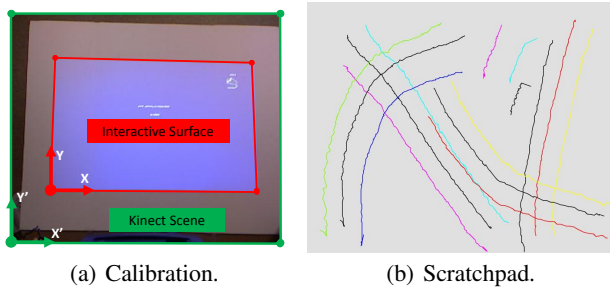 Interactive Surface
Y
X
Y'
Kinect Scene
X'
(a) Calibration.
(b) Scratchpad.